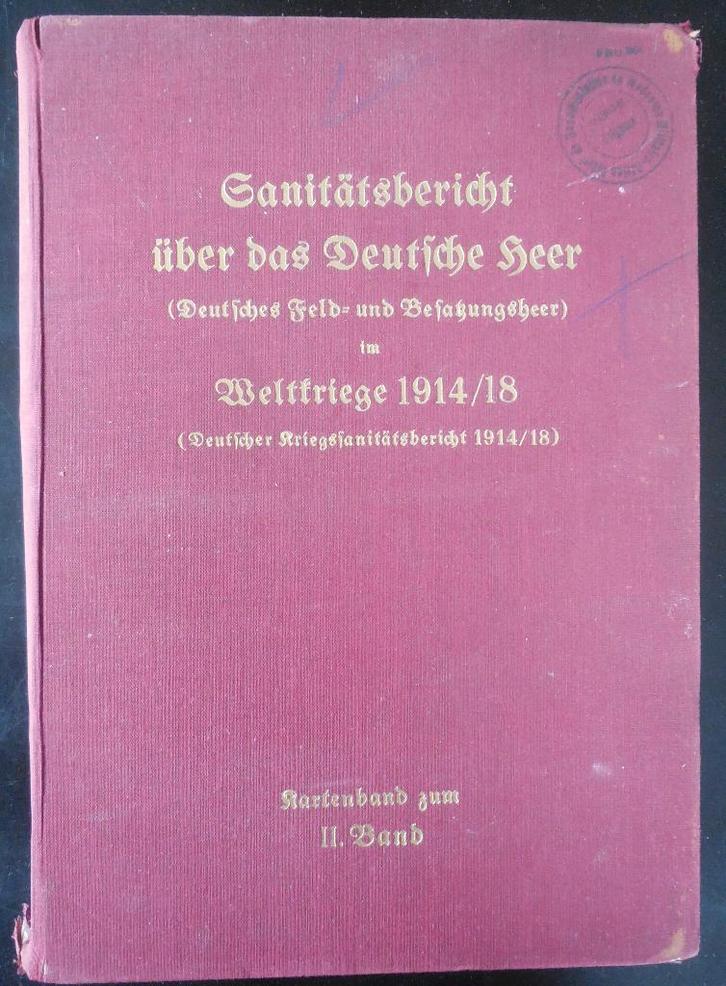 Sanitätsbericht
über das Deutſche Heer
(Deutſches Feld- und Beſatzungsheer)
im
Weltkriege 1914/18
(Deutſcher Kriegsſanitätsbericht 1914/18)
Kartenband zum
II. Band